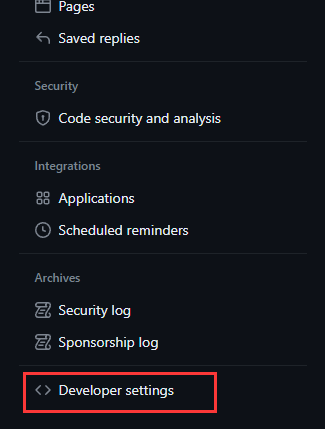 Pages
Saved replies
Security
Code security and analysis
Integrations
Applications
Scheduled reminders
Archives
Security log
Sponsorship log
Developer settings